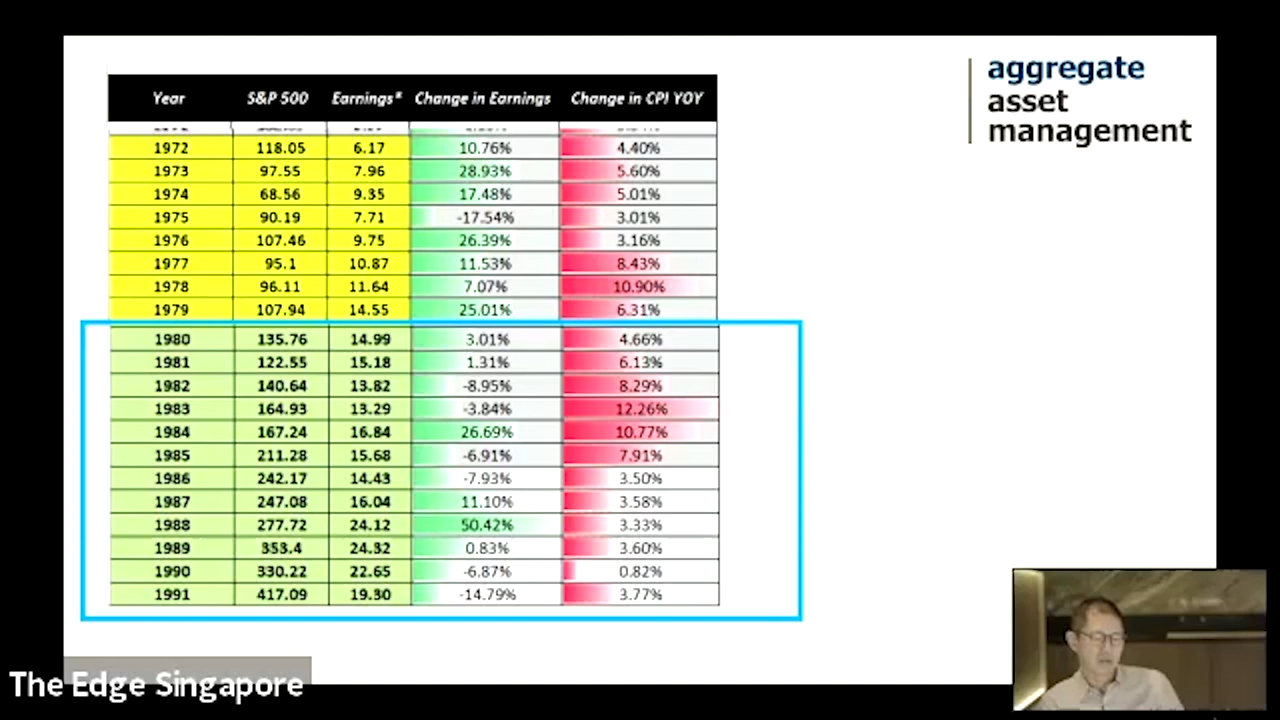 aggregate
asset
management
Year S&P 500 Earnings* Change in Earnings Change in CPI YOY
1972 118.05 6.17 10.76% 4.40%
1973 97.55 7.96 28.93% 5.60%
1974 68.56 9.35 17.48% 5.01%
1975 90.19 7.71 -17.54% 3.01%
1976 107.46 9.75 26.39% 3.16%
1977 95.1 10.87 11.53% 8.43%
1978 96.11 11.64 7.07% 10.90%
1979 107.94 14.55 25.01% 6.31%
1980 135.76 14.99 3.01% 4.66%
1981 122.55 15.18 1.31% 6.13%
1982 140.64 13.82 -8.95% 8.29%
1983 164.93 13.29 -3.84% 12.26%
1984 167.24 16.84 26.69% 10.77%
1985 211.28 15.68 -6.91% 7.91%
1986 242.17 14.43 -7.93% 3.50%
1987 247.08 16.04 11.10% 3.58%
1988 277.72 24.12 50.42% 3.33%
1989 353.4 24.32 0.83% 3.60%
1990 330.22 22.65 -6.87% 0.82%
1991 417.09 19.30 -14.79% 3.77%
The Edge Singapore